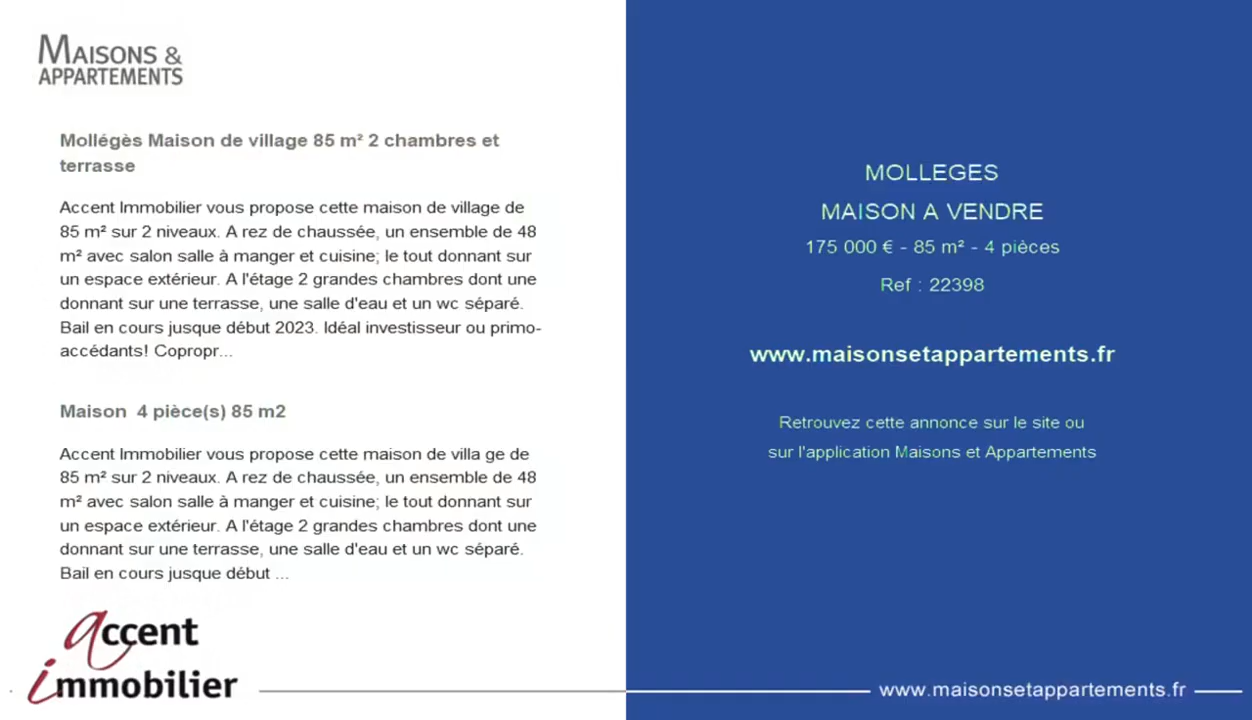 MAISONS &
APPARTEMENTS
Mollégès Maison de village 85 m² 2 chambres et
terrasse
Accent Immobilier vous propose cette maison de village de
85 m² sur 2 niveaux. A rez de chaussée, un ensemble de 48
m² avec salon salle à manger et cuisine; le tout donnant sur
un espace extérieur. A l'étage 2 grandes chambres dont une
donnant sur une terrasse, une salle d'eau et un wc séparé.
Bail en cours jusque début 2023. Idéal investisseur ou primo-
accédants! Copropr...
Maison 4 pièce(s) 85 m2
Accent Immobilier vous propose cette maison de villa ge de
85 m² sur 2 niveaux. A rez de chaussée, un ensemble de 48
m² avec salon salle à manger et cuisine; le tout donnant sur
un espace extérieur. A l'étage 2 grandes chambres dont une
donnant sur une terrasse, une salle d'eau et un wc séparé.
Bail en cours jusque début ...
accent
immobilier
MOLLEGES
MAISON A VENDRE
175 000 € - 85 m² - 4 pièces
Ref : 22398
www.maisonsetappartements.fr
Retrouvez cette annonce sur le site ou
sur l'application Maisons et Appartements
www.maisonsetappartements.fr